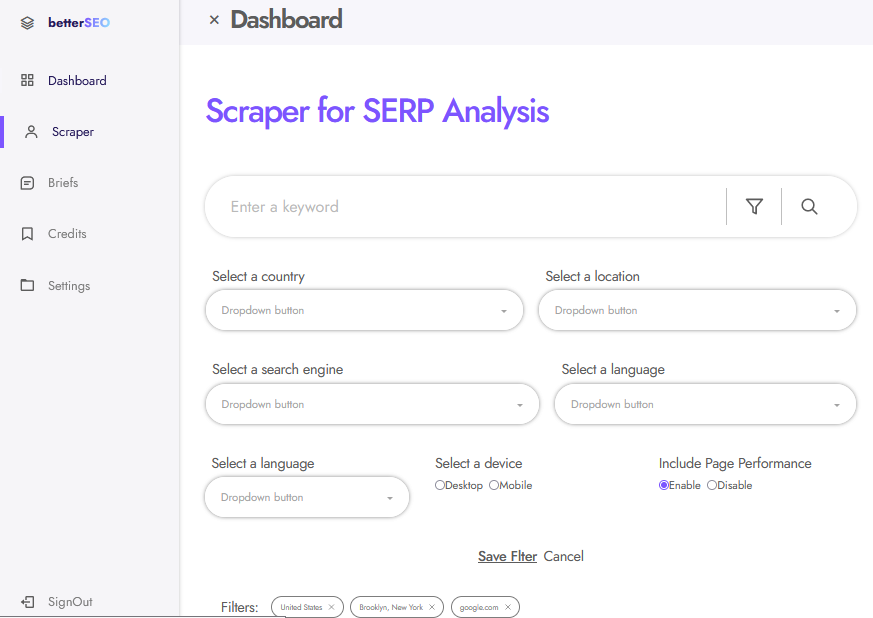 betterSEO
Dashboard
Scraper
Briefs
Credits
Settings
SignOut
× Dashboard
Scraper for SERP Analysis
Enter a keyword
Select a country Select a location
Dropdown button Dropdown button
Select a search engine Select a language
Dropdown button Dropdown button
Select a language Select a device Include Page Performance
Dropdown button Desktop Mobile Enable Disable
Save Flter Cancel
Filters: United States × Brooklyn, New York × google.com ×